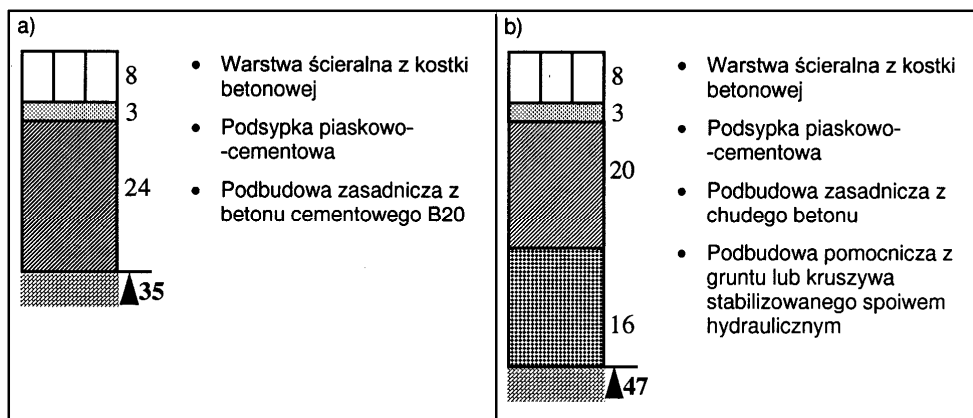 a)
8
3
24
35
• Warstwa ścieralna z kostki
betonowej
• Podsypka piaskowo-
-cementowa
• Podbudowa zasadnicza z
betonu cementowego B20
b)
8
3
20
16
47
• Warstwa ścieralna z kostki
betonowej
• Podsypka piaskowo-
-cementowa
• Podbudowa zasadnicza z
chudego betonu
• Podbudowa pomocnicza z
gruntu lub kruszywa
stabilizowanego spoiwem
hydraulicznym